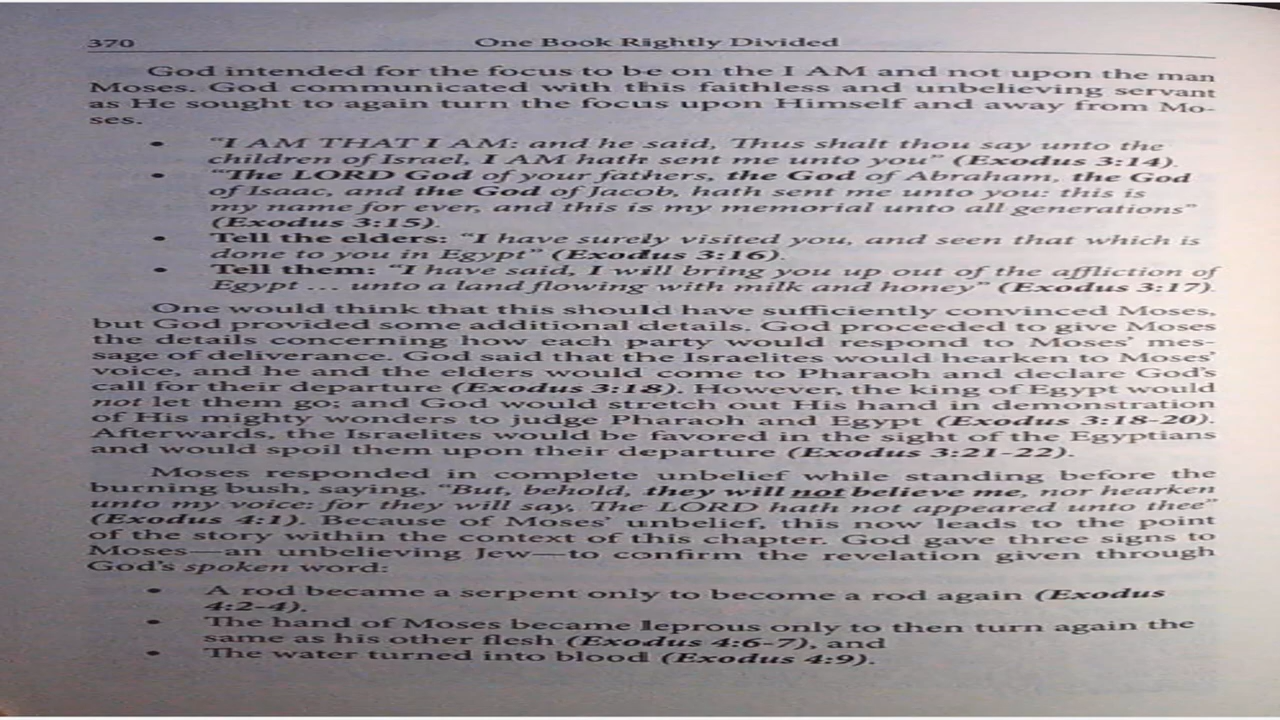 370
One Book Rightly Divided
God intended for the focus to be on the I AM and not upon the man
Moses. God communicated with this faithless and unbelieving servant
as He sought to again turn the focus upon Himself and away from Mo-
ses.
• "I AM THAT I AM: and he said, Thus shalt thou say unto the
children of Israel, I AM hath sent me unto you" (Exodus 3:14).
• "The LORD God of your fathers, the God of Abraham, the God
of Isaac, and the God of Jacob, hath sent me unto you: this is
my name for ever, and this is my memorial unto all generations"
(Exodus 3:15).
• Tell the elders: "I have surely visited you, and seen that which is
done to you in Egypt" (Exodus 3:16).
• Tell them: "I have said, I will bring you up out of the affliction of
Egypt ... unto a land flowing with milk and honey" (Exodus 3:17).
One would think that this should have sufficiently convinced Moses,
but God provided some additional details. God proceeded to give Moses
the details concerning how each party would respond to Moses' mes-
sage of deliverance. God said that the Israelites would hearken to Moses'
voice, and he and the elders would come to Pharaoh and declare God's
call for their departure (Exodus 3:18). However, the king of Egypt would
not let them go; and God would stretch out His hand in demonstration
of His mighty wonders to judge Pharaoh and Egypt (Exodus 3:18-20).
Afterwards, the Israelites would be favored in the sight of the Egyptians
and would spoil them upon their departure (Exodus 3:21-22).
Moses responded in complete unbelief while standing before the
burning bush, saying, "But, behold, they will not believe me, nor hearken
unto my voice: for they will say, The LORD hath not appeared unto thee"
(Exodus 4:1). Because of Moses' unbelief, this now leads to the point
of the story within the context of this chapter. God gave three signs to
Moses—an unbelieving Jew—to confirm the revelation given through
God's spoken word:
• A rod became a serpent only to become a rod again (Exodus
4:2-4),
• The hand of Moses became leprous only to then turn again the
same as his other flesh (Exodus 4:6-7), and
• The water turned into blood (Exodus 4:9).